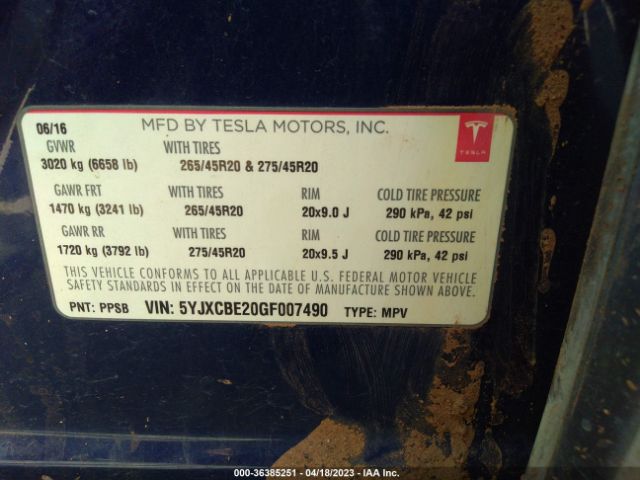 06/16 MFD BY TESLA MOTORS, INC.
TESLA
GVWR WITH TIRES
3020 kg (6658 lb) 265/45R20 & 275/45R20
GAWR FRT WITH TIRES RIM COLD TIRE PRESSURE
1470 kg (3241 lb) 265/45R20 20x9.0 J 290 kPa, 42 psi
GAWR RR WITH TIRES RIM COLD TIRE PRESSURE
1720 kg (3792 lb) 275/45R20 20x9.5 J 290 kPa, 42 psi
THIS VEHICLE CONFORMS TO ALL APPLICABLE U.S. FEDERAL MOTOR VEHICLE
SAFETY STANDARDS IN EFFECT ON THE DATE OF MANUFACTURE SHOWN ABOVE.
PNT: PPSB VIN: 5YJXCBE20GF007490 TYPE: MPV
000-36385251 - 04/18/2023 - IAA Inc.